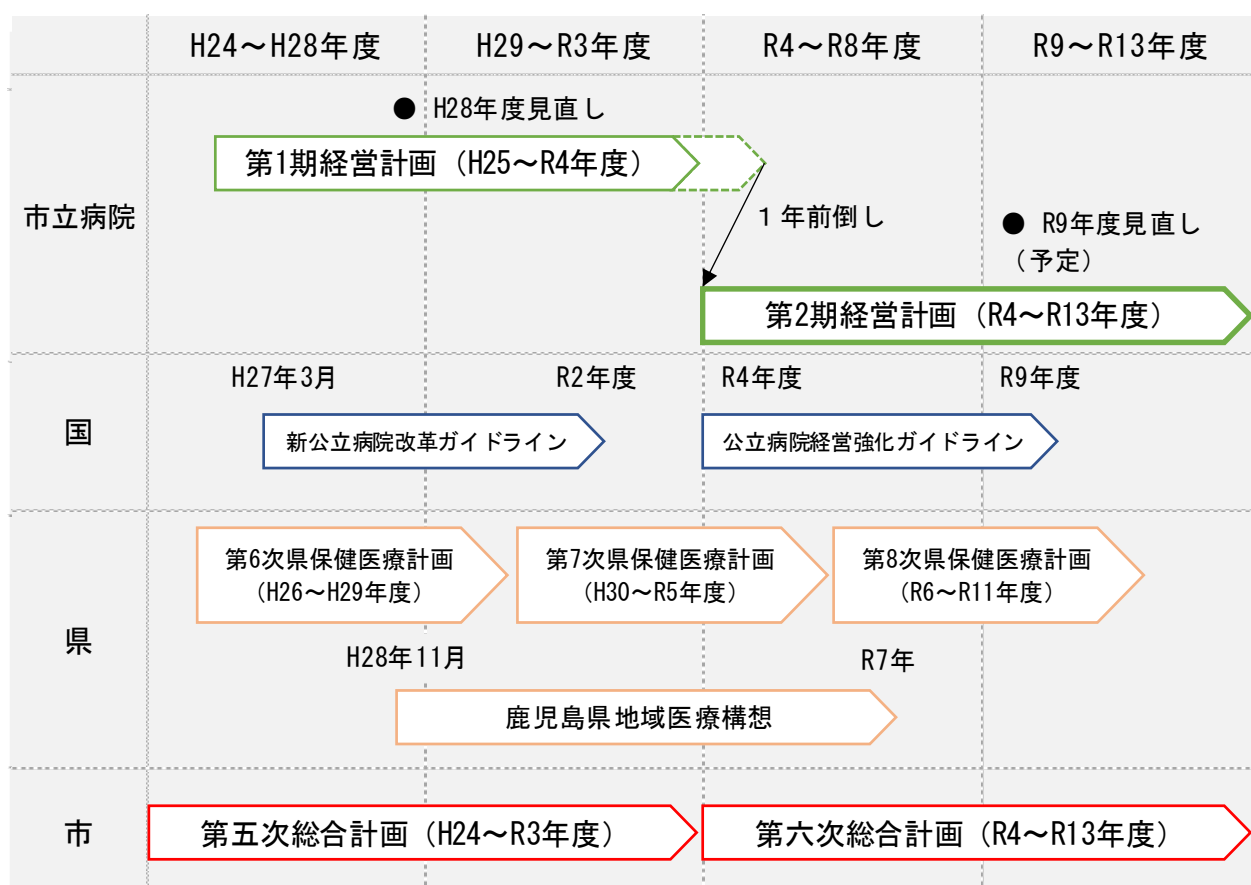 H24～H28年度 H29～R3年度 R4～R8年度 R9～R13年度
市立病院
● H28年度見直し
第1期経営計画（H25～R4年度）
１年前倒し
● R9年度見直し
（予定）
第2期経営計画（R4～R13年度）
国
H27年3月 R2年度 R4年度 R9年度
新公立病院改革ガイドライン
公立病院経営強化ガイドライン
県
第6次県保健医療計画
（H26～H29年度）
第7次県保健医療計画
（H30～R5年度）
第8次県保健医療計画
（R6～R11年度）
H28年11月 R7年
鹿児島県地域医療構想
市
第五次総合計画（H24～R3年度）
第六次総合計画（R4～R13年度）